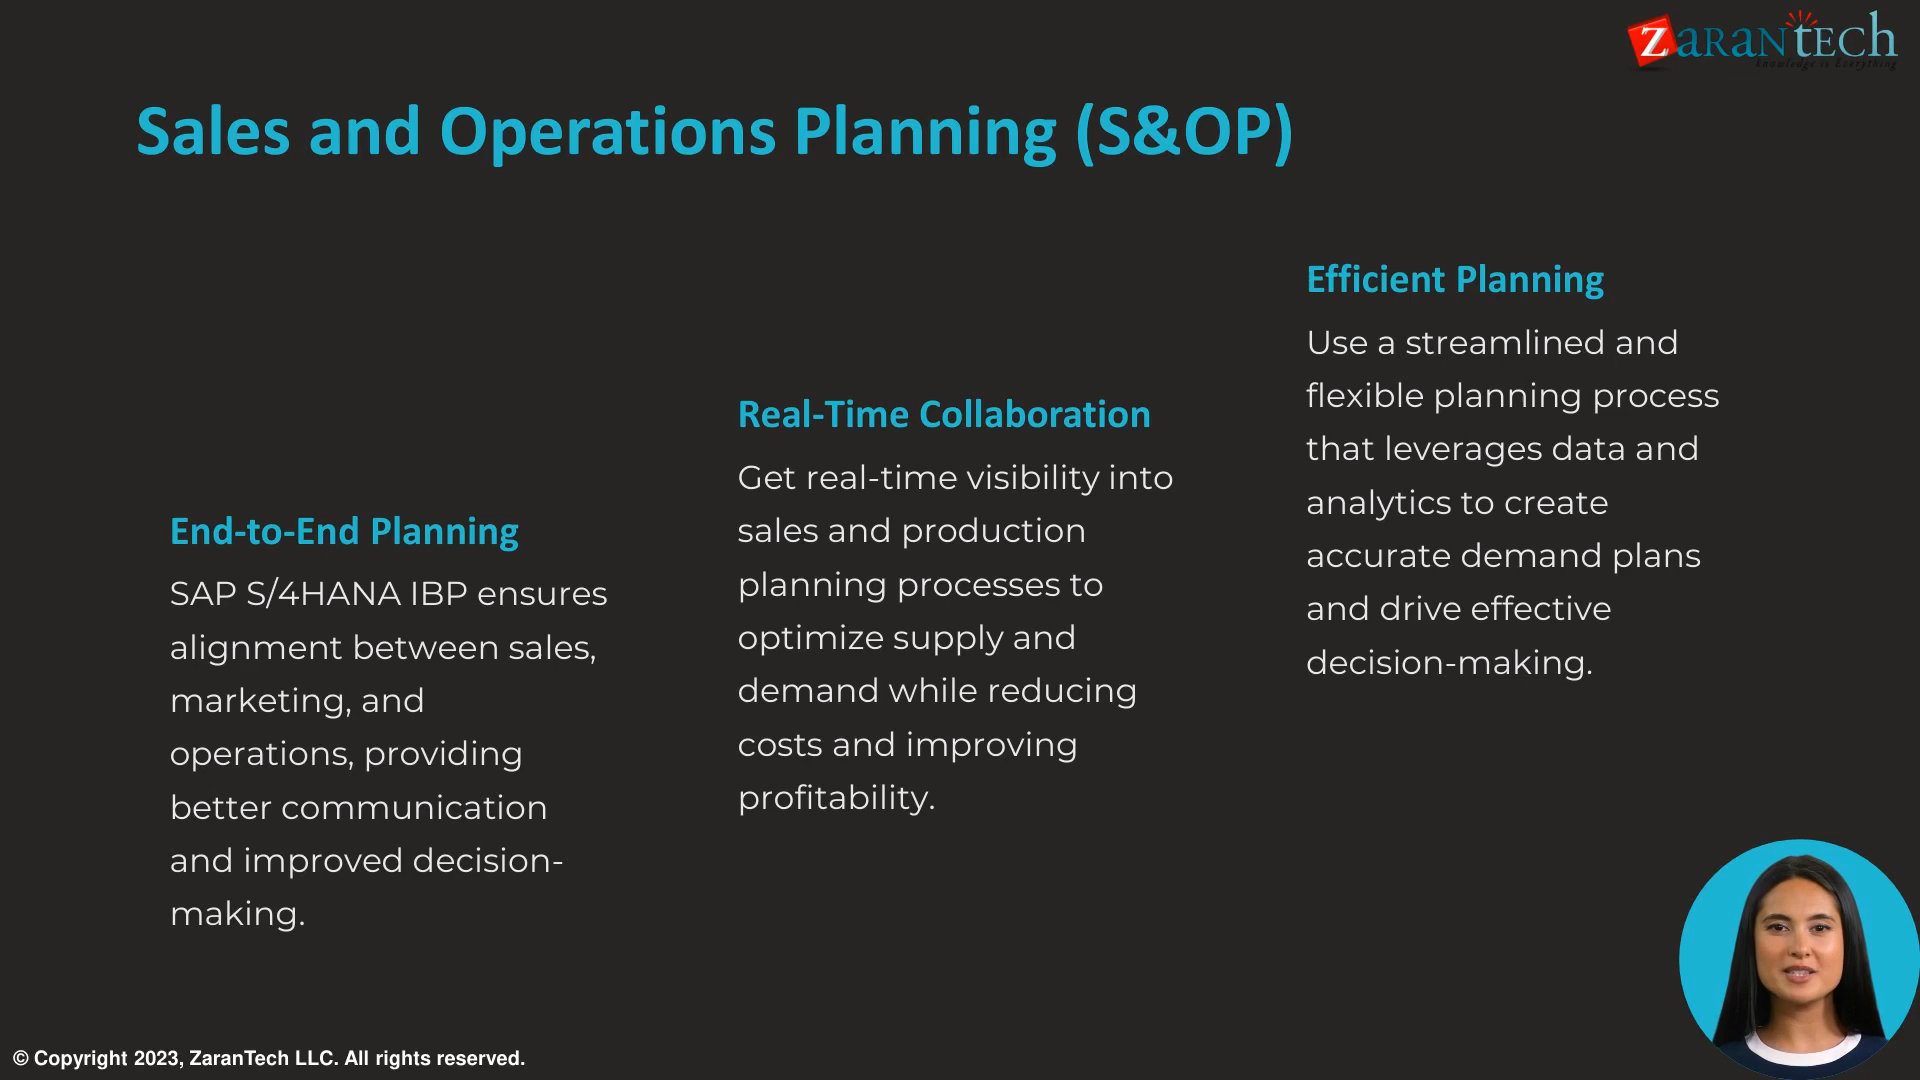 ZaranTech
Knowledge is Everything
Sales and Operations Planning (S&OP)
End-to-End Planning
SAP S/4HANA IBP ensures
alignment between sales,
marketing, and
operations, providing
better communication
and improved decision-
making.
Real-Time Collaboration
Get real-time visibility into
sales and production
planning processes to
optimize supply and
demand while reducing
costs and improving
profitability.
Efficient Planning
Use a streamlined and
flexible planning process
that leverages data and
analytics to create
accurate demand plans
and drive effective
decision-making.
© Copyright 2023, ZaranTech LLC. All rights reserved.